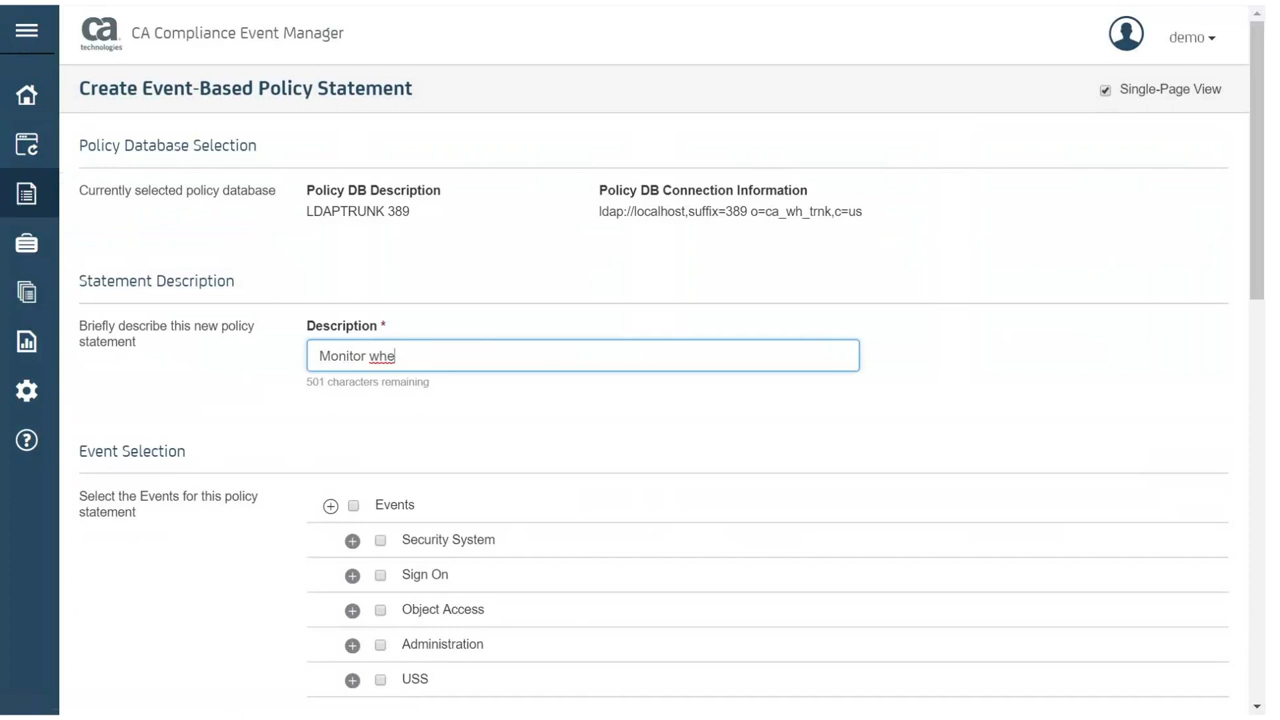 ca
technologies
CA Compliance Event Manager
demo
Create Event-Based Policy Statement
Single-Page View
Policy Database Selection
Currently selected policy database
Policy DB Description
LDAPTRUNK 389
Policy DB Connection Information
ldap://localhost,suffix=389 o=ca_wh_trnk,c=us
Statement Description
Briefly describe this new policy
statement
Description *
Monitor whe
501 characters remaining
Event Selection
Select the Events for this policy
statement
Events
Security System
Sign On
Object Access
Administration
USS